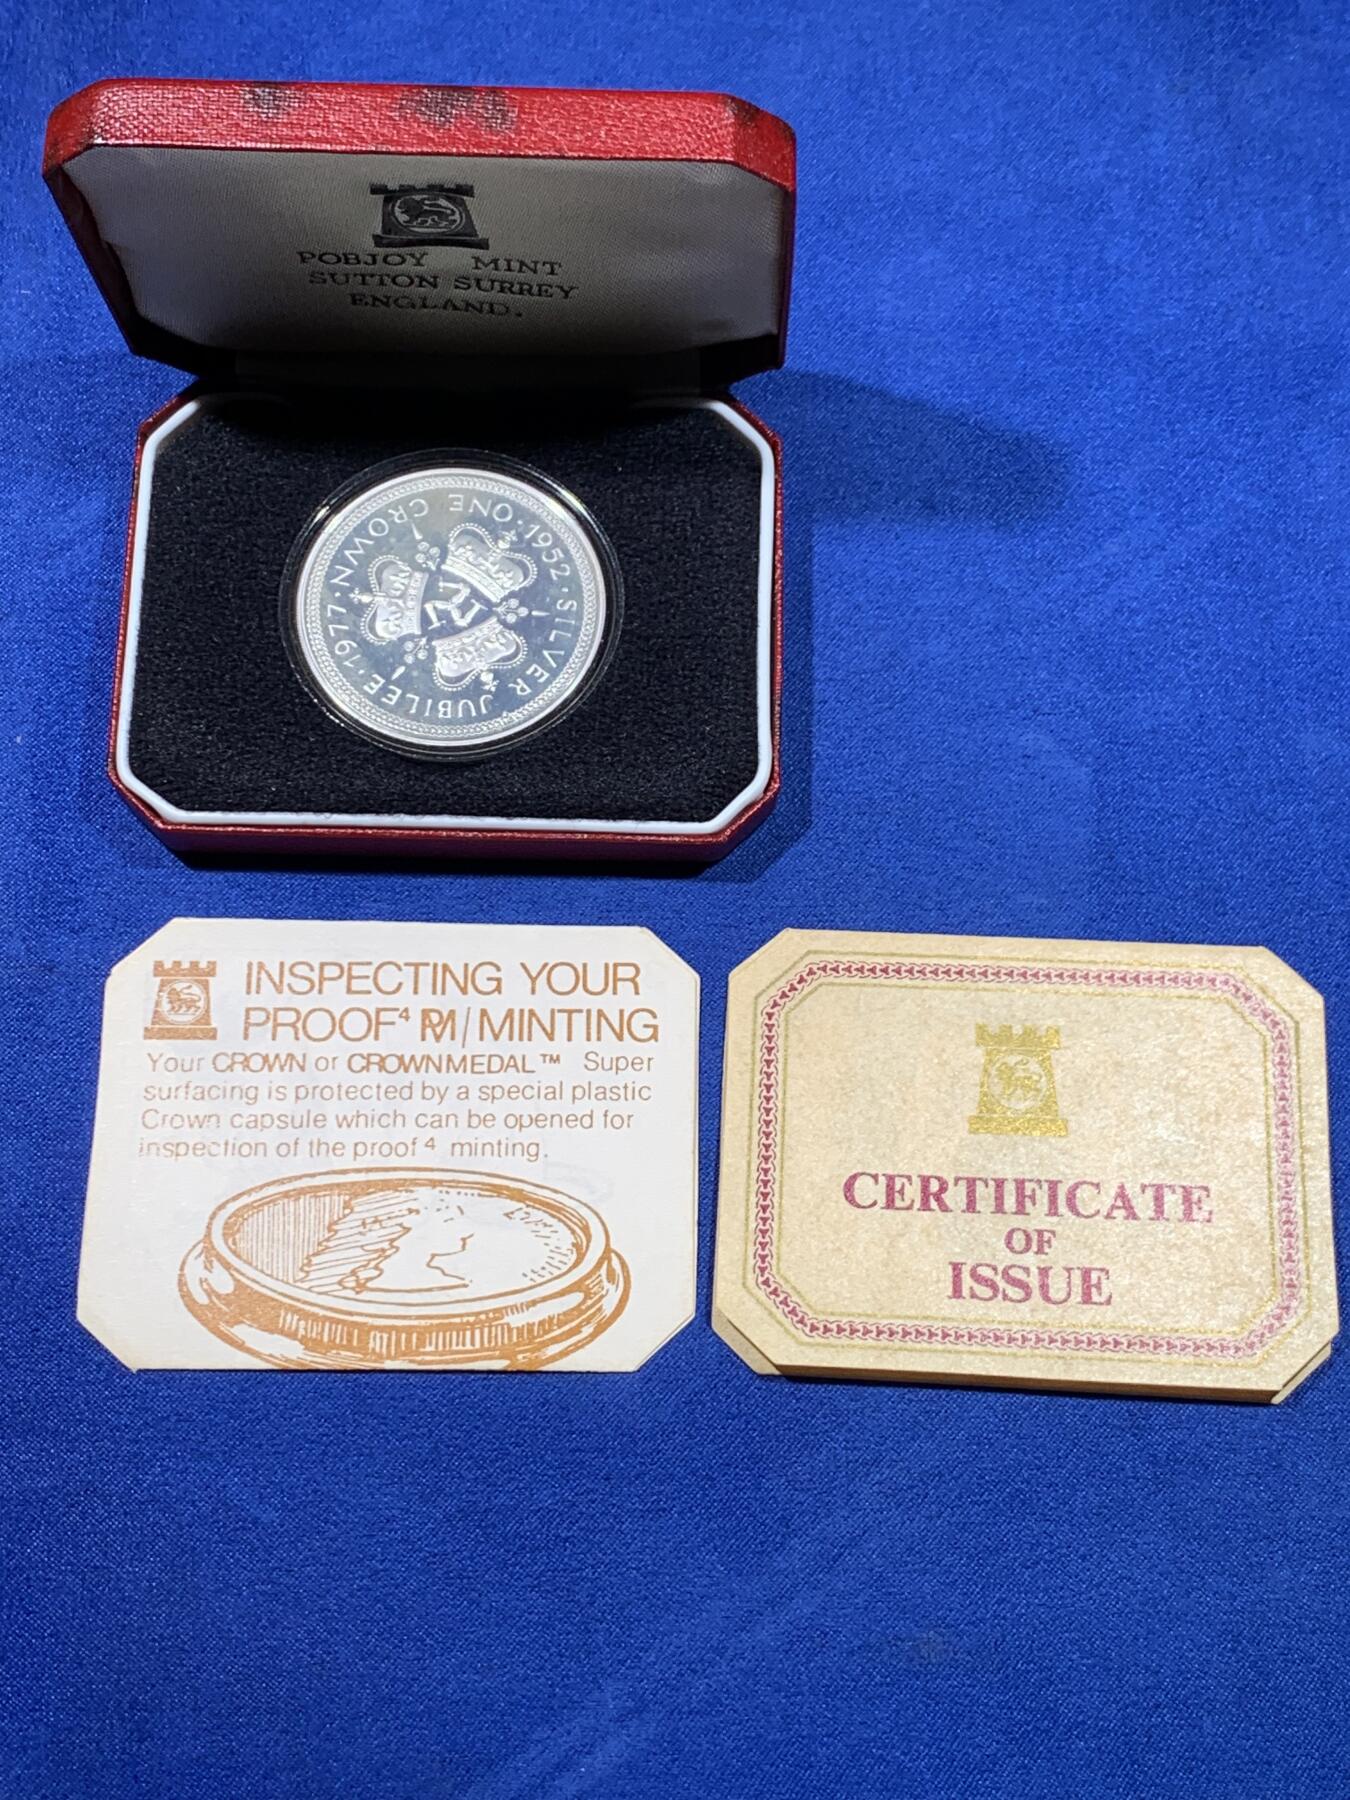 POBJOY MINT
SUTTON SURREY
ENGLAND.
1952 · SILVER JUBILEE 1977 · ONE CROWN ·
INSPECTING YOUR
PROOF⁴ PM/MINTING
Your CROWN or CROWNMEDAL™ Super
surfacing is protected by a special plastic
Crown capsule which can be opened for
inspection of the proof ⁴ minting.
CERTIFICATE
OF
ISSUE